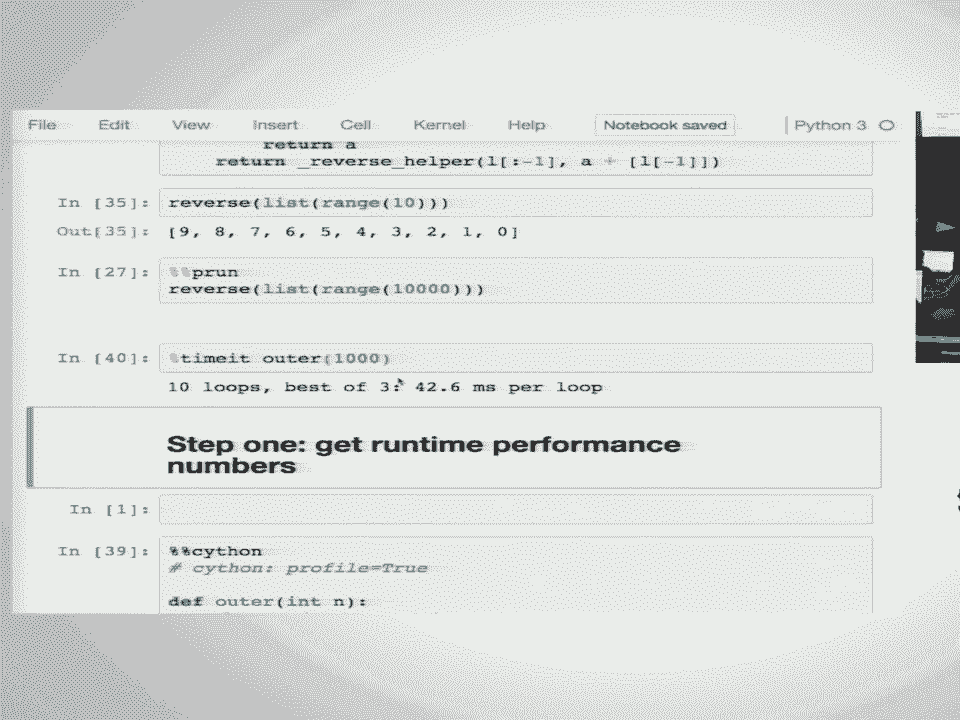 File Edit View Insert Cell Kernel Help Notebook saved Python 3
return a
return _reverse_helper(l[:-1], a + [l[-1]])
In [35]: reverse(list(range(10)))
Out[35]: [9, 8, 7, 6, 5, 4, 3, 2, 1, 0]
In [27]: %%prun
reverse(list(range(10000)))
In [40]: %timeit outer(1000)
10 loops, best of 3: 42.6 ms per loop
Step one: get runtime performance
numbers
In [1]:
In [39]: %%cython
# cython: profile=True
def outer(int n):